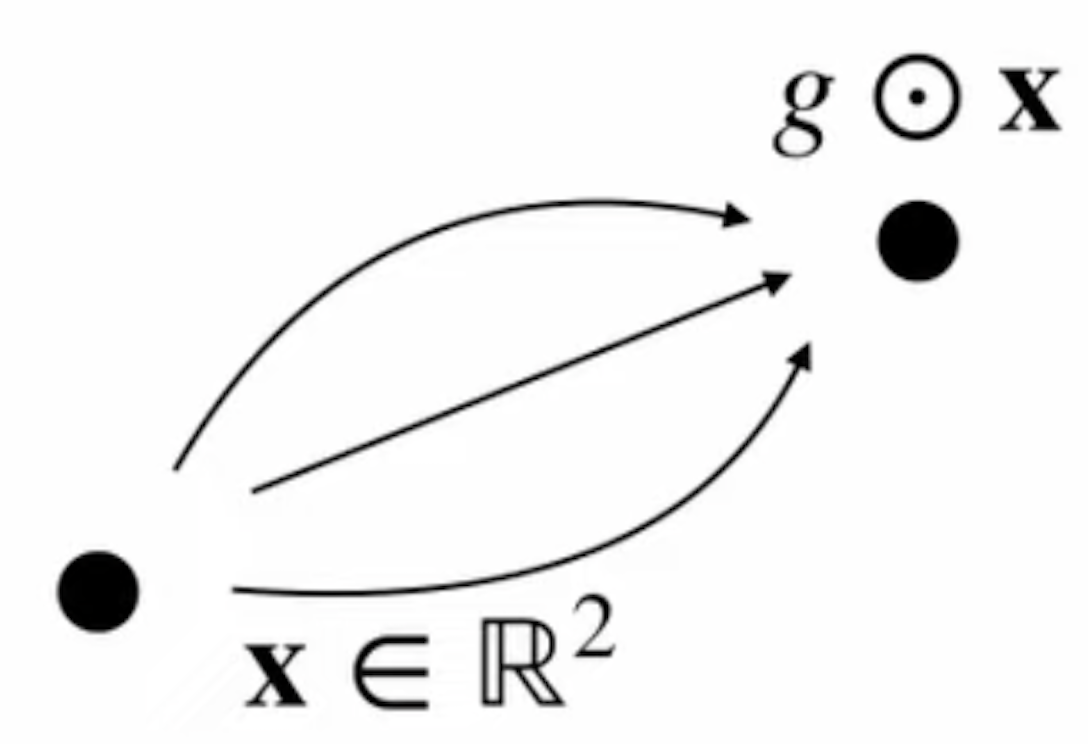 g ⊙ x
x ∈ ℝ²